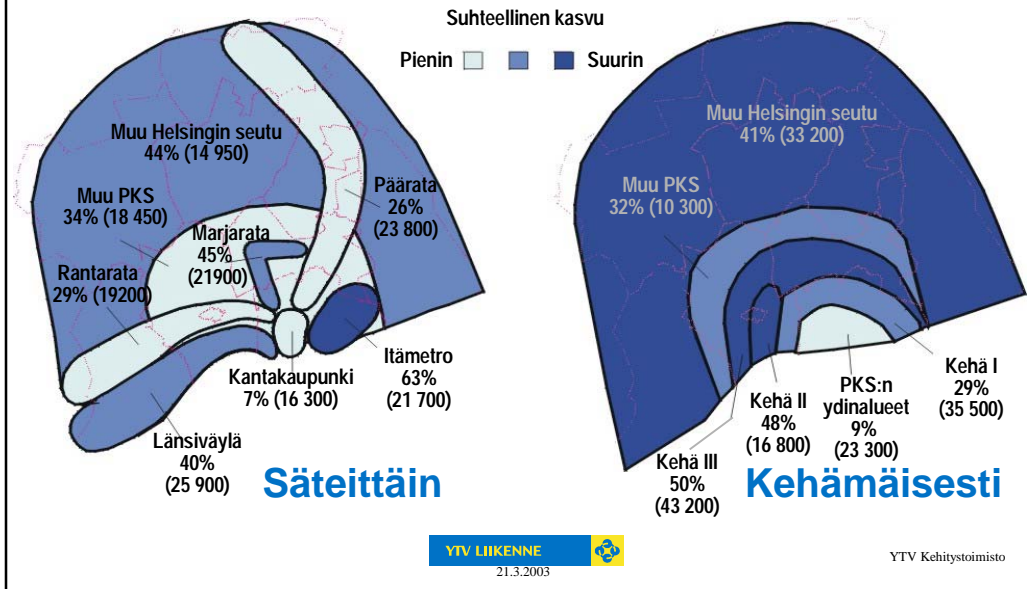 Suhteellinen kasvu
Pienin
Suurin
Muu Helsingin seutu
44% (14 950)
Muu PKS
34% (18 450)
Marjarata
45%
(21900)
Päärata
26%
(23 800)
Rantarata
29% (19200)
Kantakaupunki
7% (16 300)
Itämetro
63%
(21 700)
Länsiväylä
40%
(25 900)
Säteittäin
Muu Helsingin seutu
41% (33 200)
Muu PKS
32% (10 300)
Kehä III
50%
(43 200)
Kehä II
48%
(16 800)
PKS:n
ydinalueet
9%
(23 300)
Kehä I
29%
(35 500)
Kehämäisesti
YTV LIIKENNE
21.3.2003
YTV Kehitystoimisto